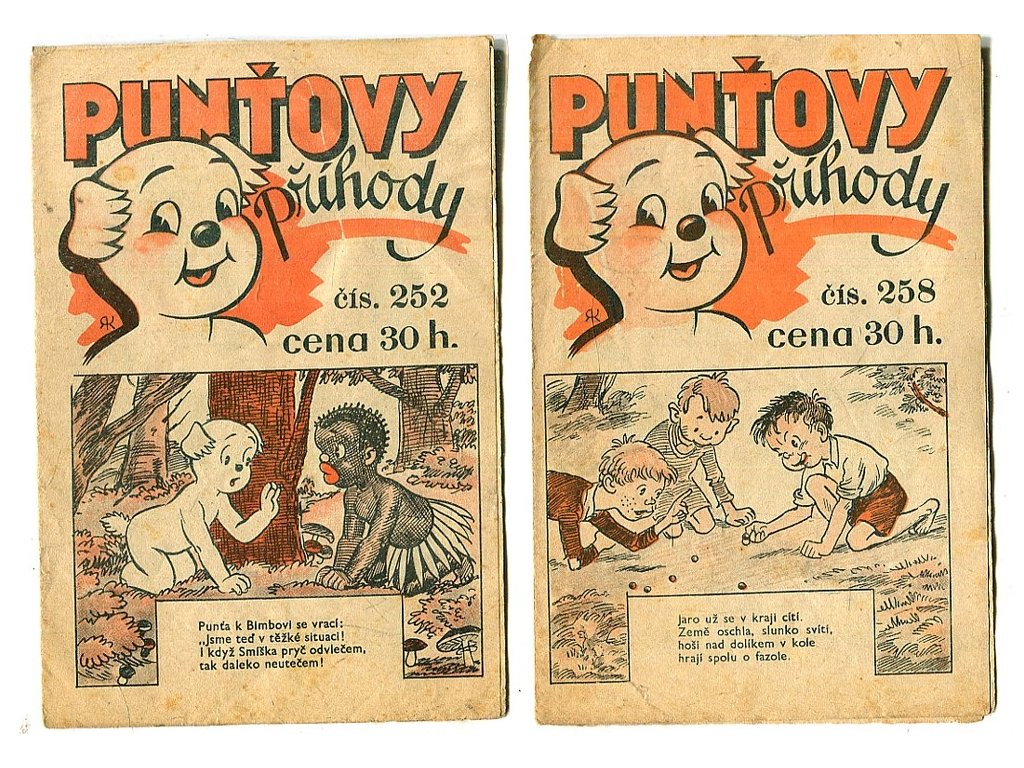 PUNŤOVY
Příhody
čís. 252
cena 30 h.
Punťa k Bimbovi se vrací:
„Jsme teď v těžké situaci!
I když Smíška pryč odvlečem,
tak daleko neutečem!
PUNŤOVY
Příhody
čís. 258
cena 30 h.
Jaro už se v kraji cítí.
Země oschla, slunko svítí,
hoši nad dolíkem v kole
hrají spolu o fazole.